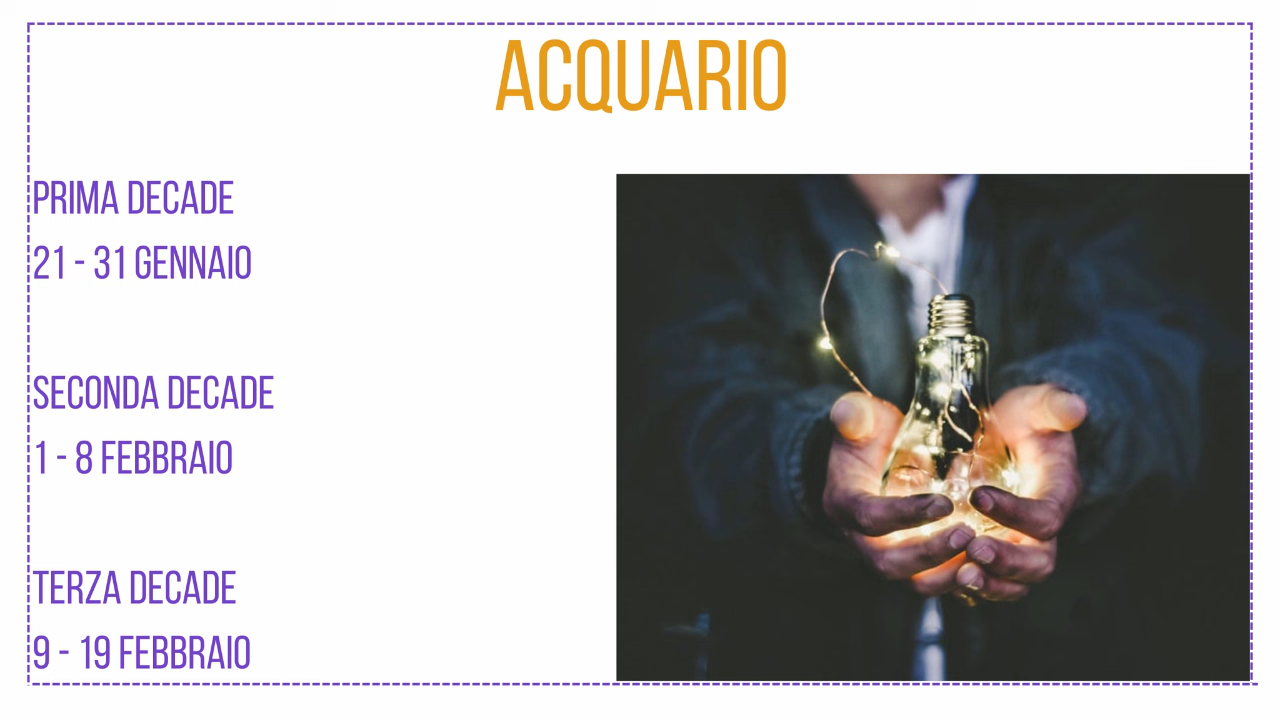 ACQUARIO
PRIMA DECADE
21 - 31 GENNAIO
SECONDA DECADE
1 - 8 FEBBRAIO
TERZA DECADE
9 - 19 FEBBRAIO